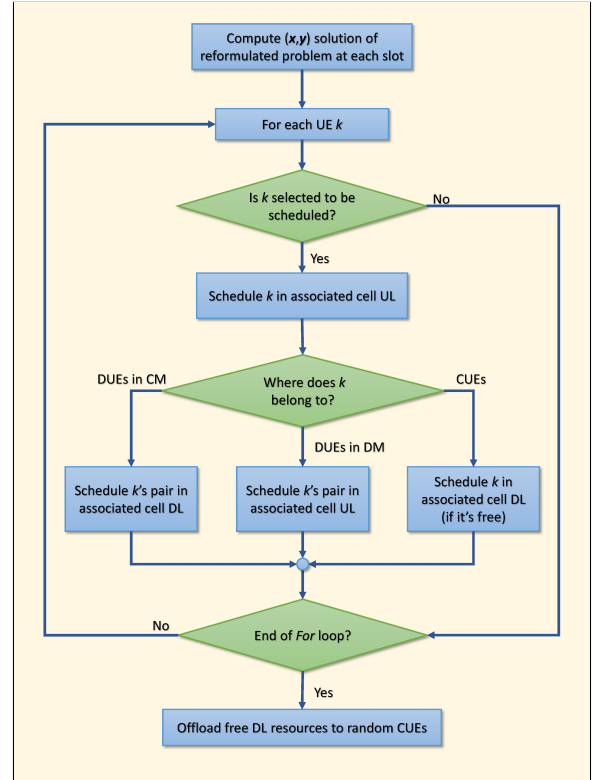 Compute (x,y) solution of
reformulated problem at each slot
For each UE k
Is k selected to be
scheduled?
No
Yes
Schedule k in associated cell UL
DUEs in CM
Where does k
belong to?
CUEs
DUEs in DM
Schedule k's pair in
associated cell DL
Schedule k's pair in
associated cell UL
Schedule k in
associated cell DL
(if it's free)
No
End of For loop?
Yes
Offload free DL resources to random CUEs